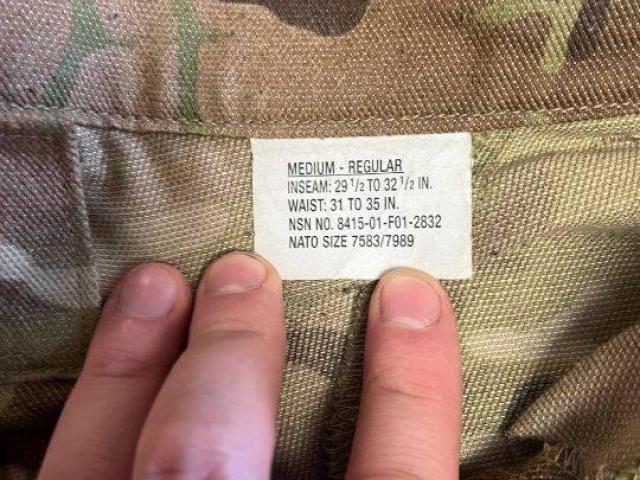 MEDIUM - REGULAR
INSEAM: 29 1/2 TO 32 1/2 IN.
WAIST: 31 TO 35 IN.
NSN NO. 8415-01-F01-2832
NATO SIZE 7583/7989